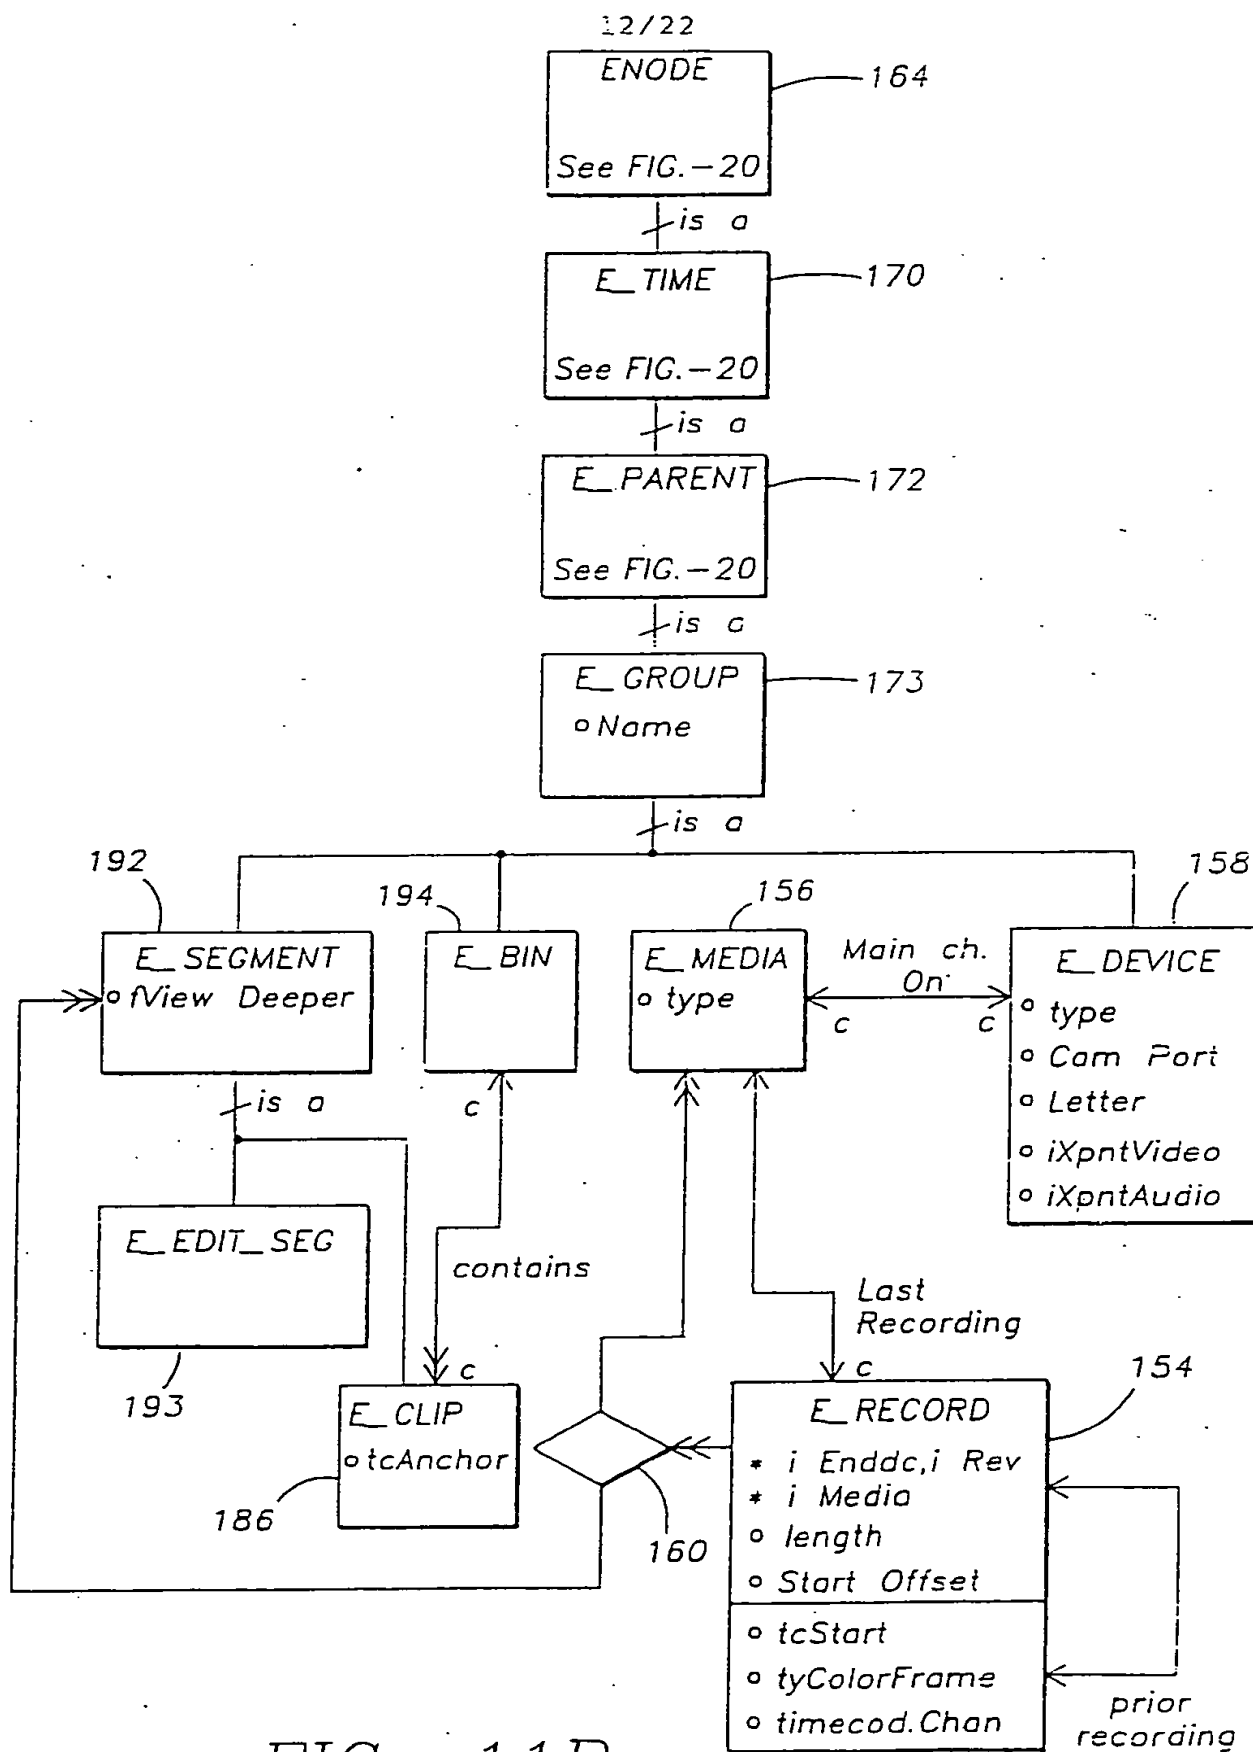 12/22
ENODE
164
See FIG.-20
is a
E_TIME
170
See FIG.-20
is a
E_PARENT
172
See FIG.-20
is a
E_GROUP
173
Name
is a
192
194
156
158
E_SEGMENT
fView Deeper
E_BIN
E_MEDIA
type
Main ch.
On
c
c
E_DEVICE
type
Cam Port
Letter
iXpntVideo
iXpntAudio
is a
c
E_EDIT_SEG
193
contains
c
E_CLIP
tcAnchor
186
160
Last
Recording
c
154
E_RECORD
* i Enddc,i Rev
* i Media
length
Start Offset
tcStart
tyColorFrame
timecod.Chan
prior
recording